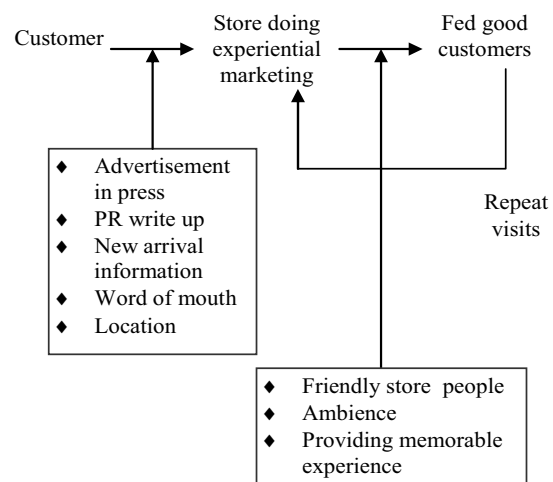 Customer
Store doing
experiential
marketing
Fed good
customers
♦ Advertisement
in press
♦ PR write up
♦ New arrival
information
♦ Word of mouth
♦ Location
Repeat
visits
♦ Friendly store people
♦ Ambience
♦ Providing memorable
experience